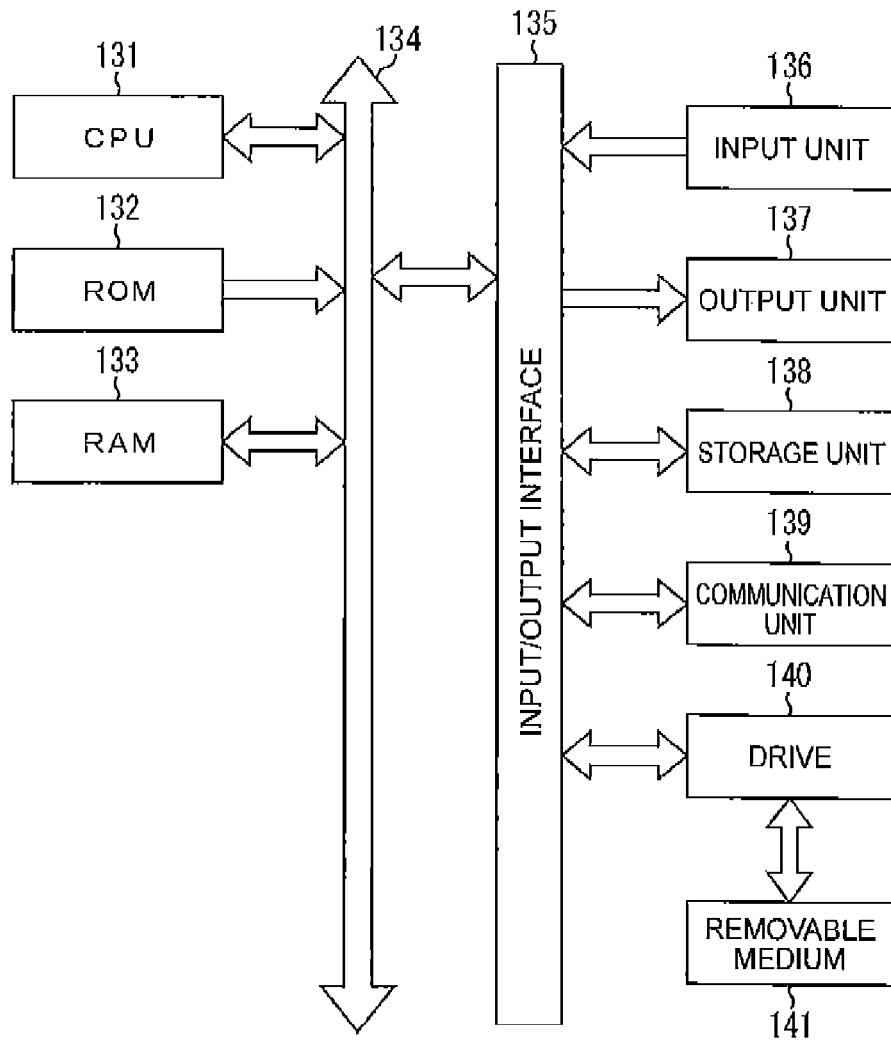 131
CPU
132
ROM
133
RAM
134
135
INPUT/OUTPUT INTERFACE
136
INPUT UNIT
137
OUTPUT UNIT
138
STORAGE UNIT
139
COMMUNICATION
UNIT
140
DRIVE
REMOVABLE
MEDIUM
141